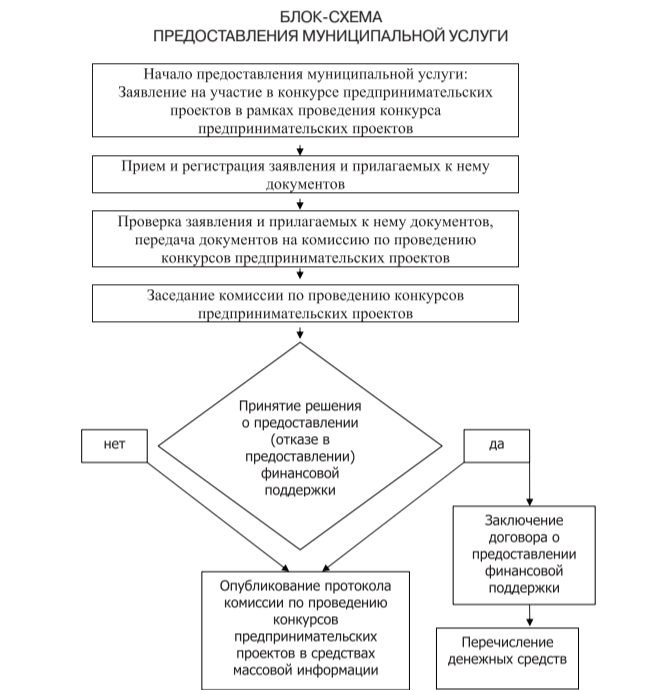 БЛОК-СХЕМА
ПРЕДОСТАВЛЕНИЯ МУНИЦИПАЛЬНОЙ УСЛУГИ
Начало предоставления муниципальной услуги:
Заявление на участие в конкурсе предпринимательских
проектов в рамках проведения конкурса
предпринимательских проектов
Прием и регистрация заявления и прилагаемых к нему
документов
Проверка заявления и прилагаемых к нему документов,
передача документов на комиссию по проведению
конкурсов предпринимательских проектов
Заседание комиссии по проведению конкурсов
предпринимательских проектов
Принятие решения
о предоставлении
(отказе в
предоставлении)
финансовой
поддержки
нет
да
Заключение
договора о
предоставлении
финансовой
поддержки
Опубликование протокола
комиссии по проведению
конкурсов
предпринимательских
проектов в средствах
массовой информации
Перечисление
денежных средств